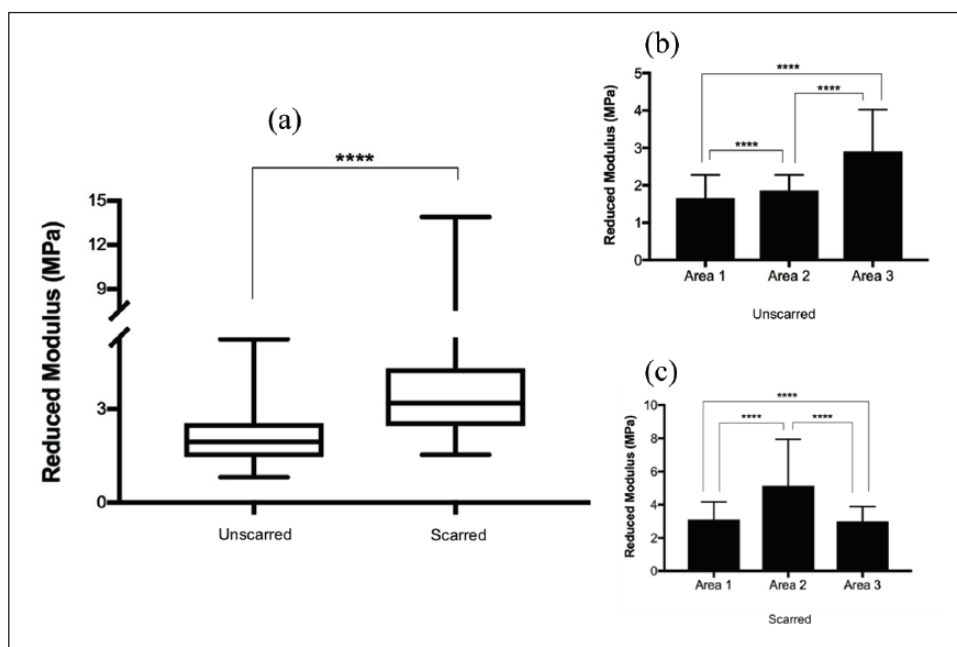 (a)
****
Reduced Modulus (MPa)
15
12
9
3
0
Unscarred
Scarred
(b)
****
****
****
Reduced Modulus (MPa)
5
4
3
2
1
0
Area 1
Area 2
Area 3
Unscarred
(c)
****
****
****
Reduced Modulus (MPa)
10
8
6
4
2
0
Area 1
Area 2
Area 3
Scarred